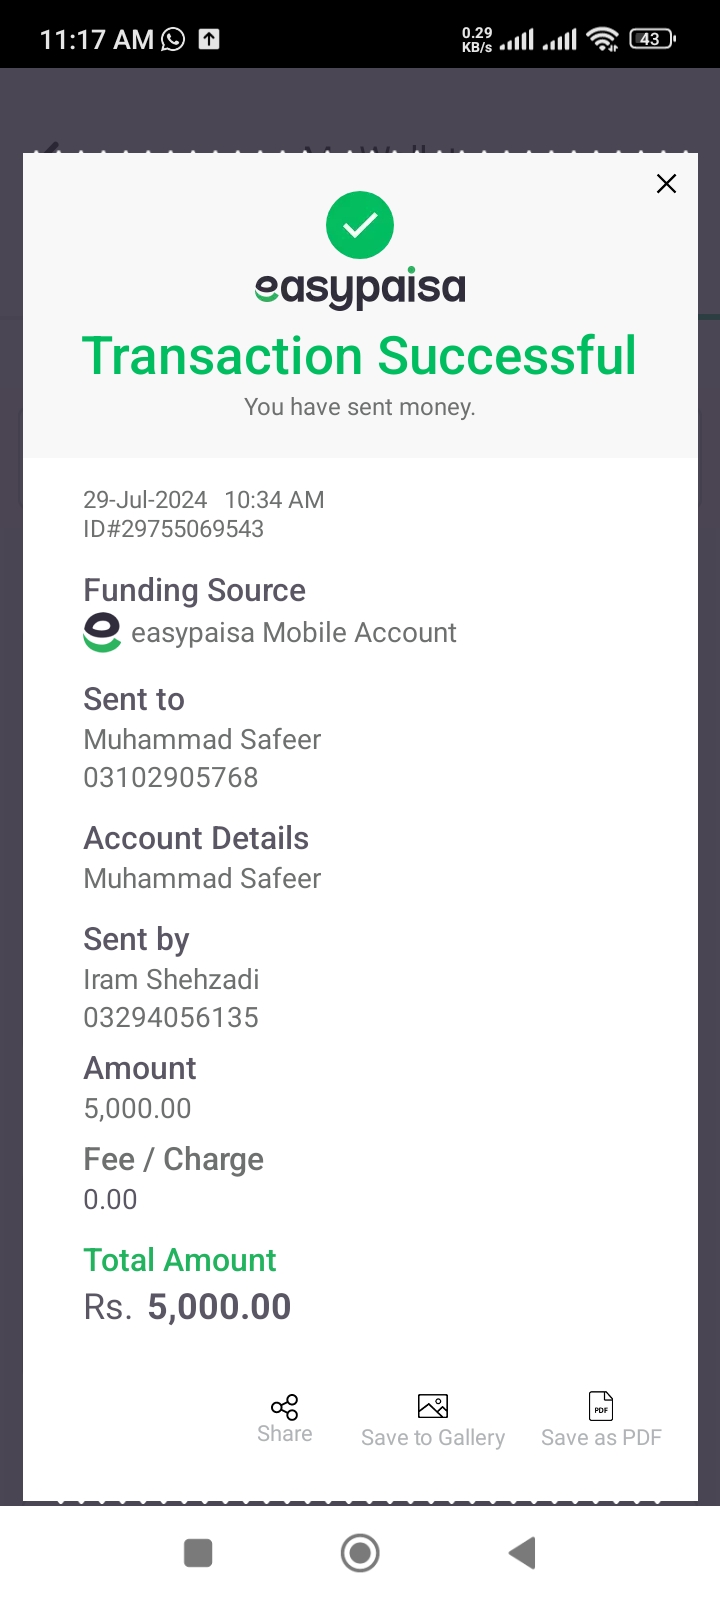 11:17 AM
0.29
KB/s
43
easypaisa
Transaction Successful
You have sent money.
29-Jul-2024 10:34 AM
ID#29755069543
Funding Source
easypaisa Mobile Account
Sent to
Muhammad Safeer
03102905768
Account Details
Muhammad Safeer
Sent by
Iram Shehzadi
03294056135
Amount
5,000.00
Fee / Charge
0.00
Total Amount
Rs. 5,000.00
Share
Save to Gallery
PDF
Save as PDF